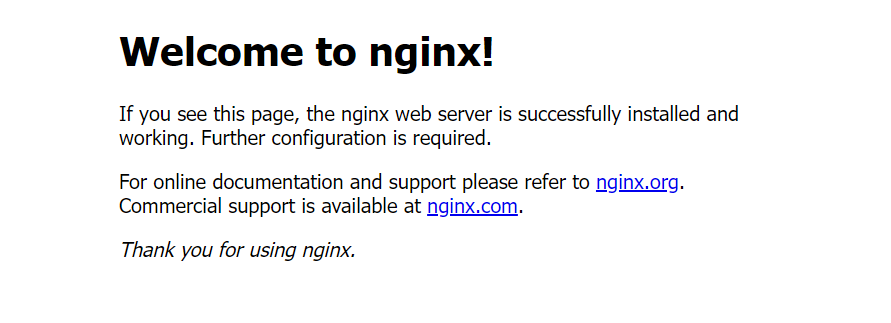 Welcome to nginx!
If you see this page, the nginx web server is successfully installed and
working. Further configuration is required.
For online documentation and support please refer to nginx.org.
Commercial support is available at nginx.com.
Thank you for using nginx.